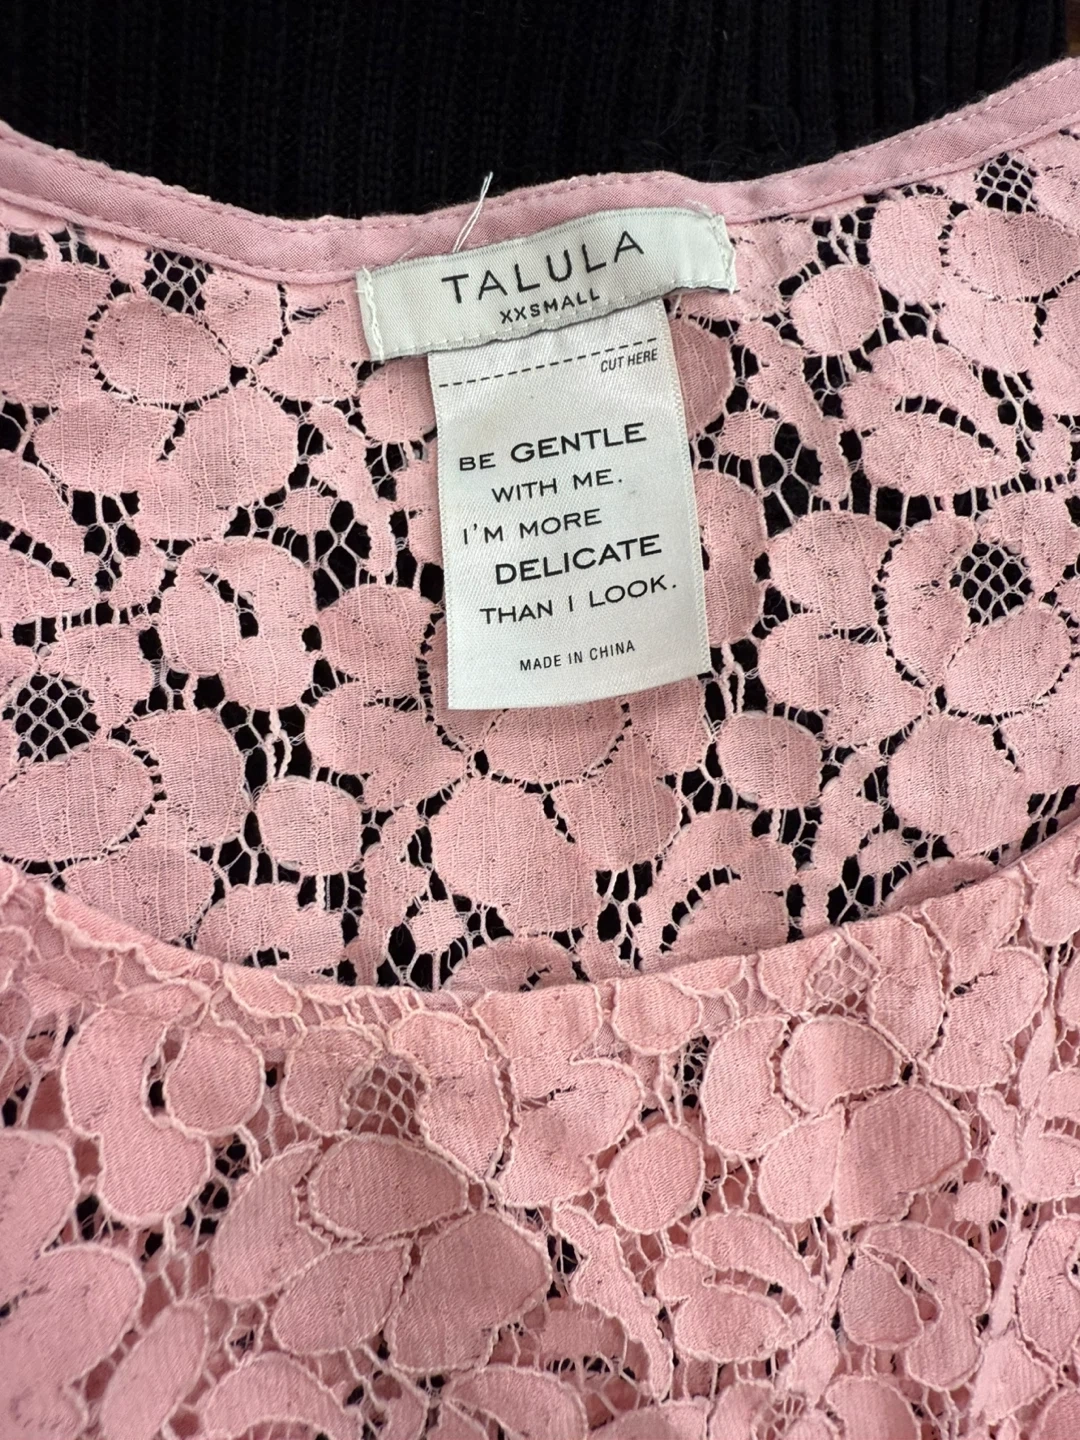 TALULA
XXSMALL
CUT HERE
BE GENTLE
WITH ME.
I'M MORE
DELICATE
THAN I LOOK.
MADE IN CHINA